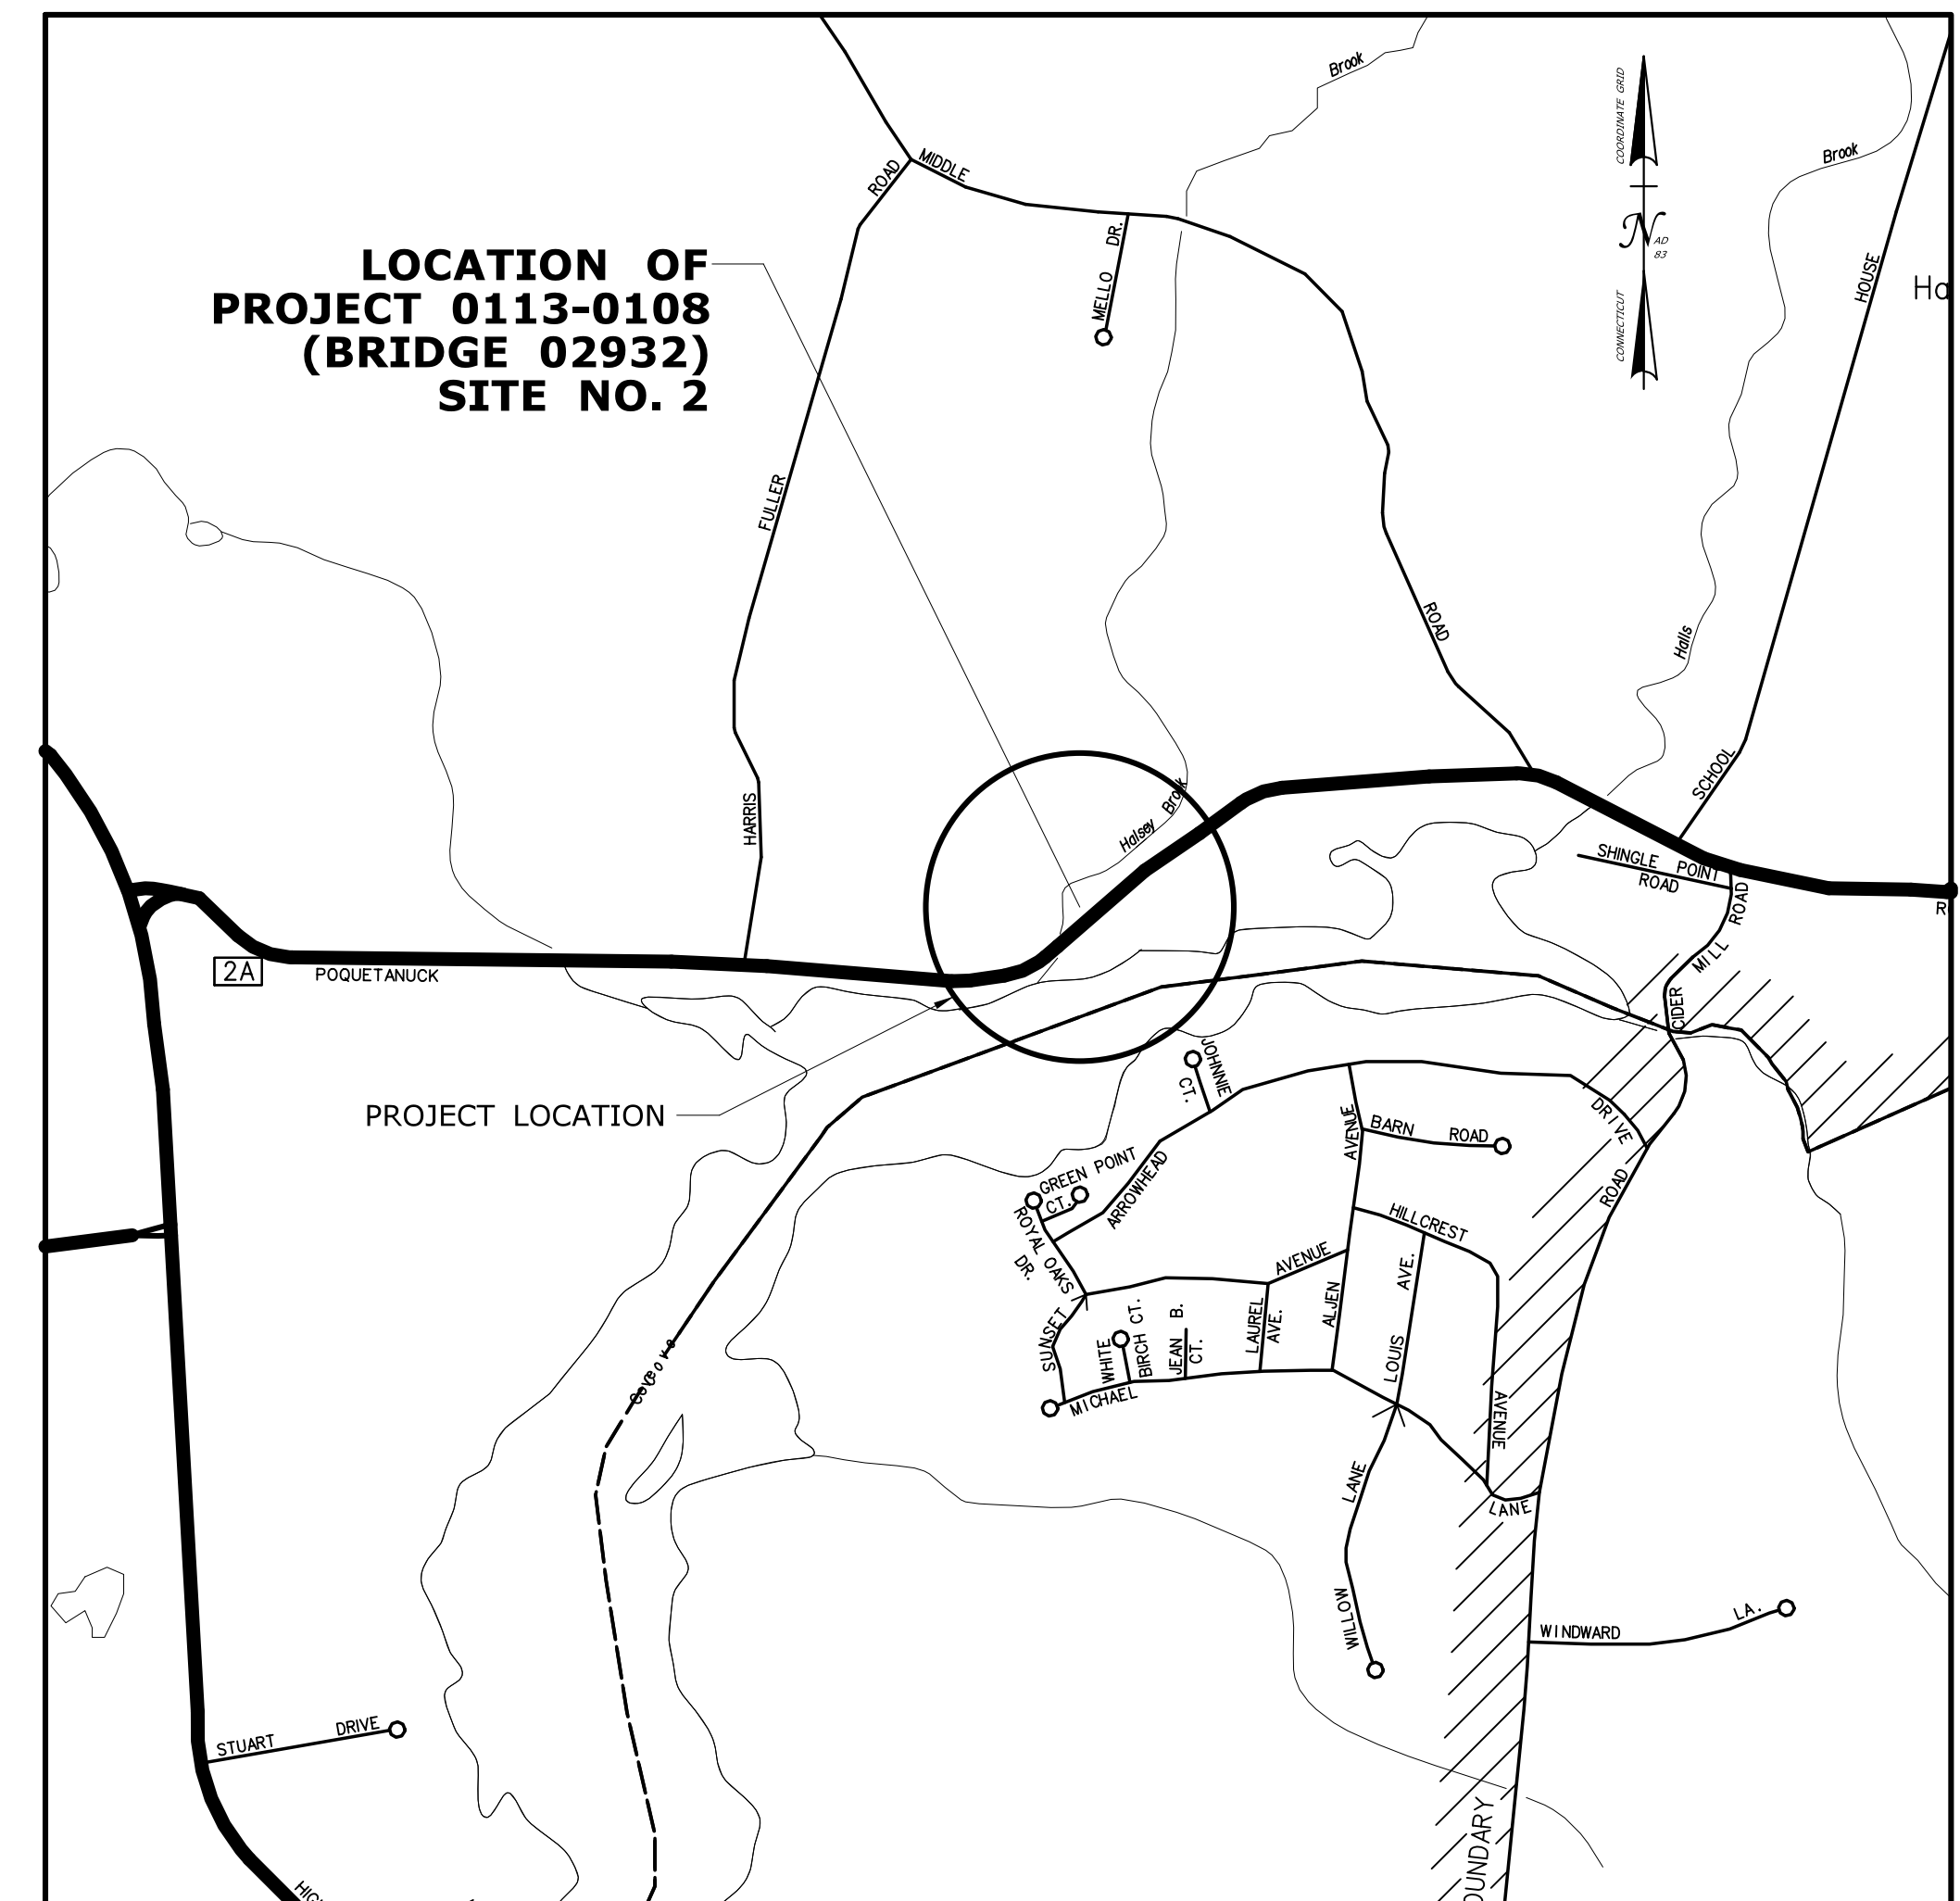 COORDINATE GRID
N
AD
83
CONNECTICUT
Brook
Brook
MIDDLE
ROAD
DR.
MELLO
HOUSE
LOCATION OF
PROJECT 0113-0108
(BRIDGE 02932)
SITE NO. 2
FULLER
ROAD
Halls
HARRIS
Halsey Brook
SCHOOL
SHINGLE POINT
ROAD
ROAD
MILL
CIDER
2A
POQUETANUCK
PROJECT LOCATION
JOHNNIE
CT.
AVENUE
BARN ROAD
DRIVE
ROAD
GREEN POINT
CT.
ARROWHEAD
ROYAL OAKS
DR.
HILLCREST
AVENUE
AVE.
ALJEN
SUNSET
WHITE
BIRCH CT.
JEAN B.
CT.
LAUREL
AVE.
LOUIS
MICHAEL
AVENUE
LANE
LANE
WILLOW
WINDWARD LA.
STUART DRIVE